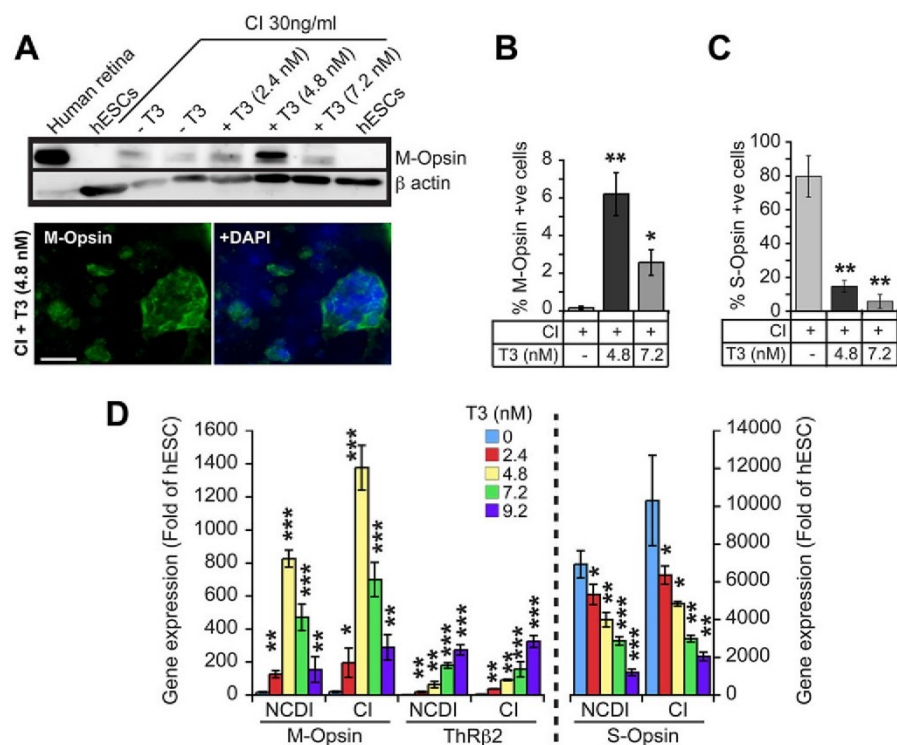 A
CI 30ng/ml
Human retina
hESCs
- T3
- T3
+ T3 (2.4 nM)
+ T3 (4.8 nM)
+ T3 (7.2 nM)
hESCs
M-Opsin
β actin
CI + T3 (4.8 nM)
M-Opsin
+DAPI
B
% M-Opsin +ve cells
8
6
4
2
0
**
*
CI + + +
T3 (nM) - 4.8 7.2
C
% S-Opsin +ve cells
100
80
60
40
20
0
**
**
CI + + +
T3 (nM) - 4.8 7.2
D
Gene expression (Fold of hESC)
1600
1400
1200
1000
800
600
400
200
0
T3 (nM)
0
2.4
4.8
7.2
9.2
** *** *** **
* *** *** **
** ** *** ***
** ** *** ***
* ** *** **
* * ** **
14000
12000
10000
8000
6000
4000
2000
0
Gene expression (Fold of hESC)
NCDI CI NCDI CI NCDI CI
M-Opsin ThRβ2 S-Opsin